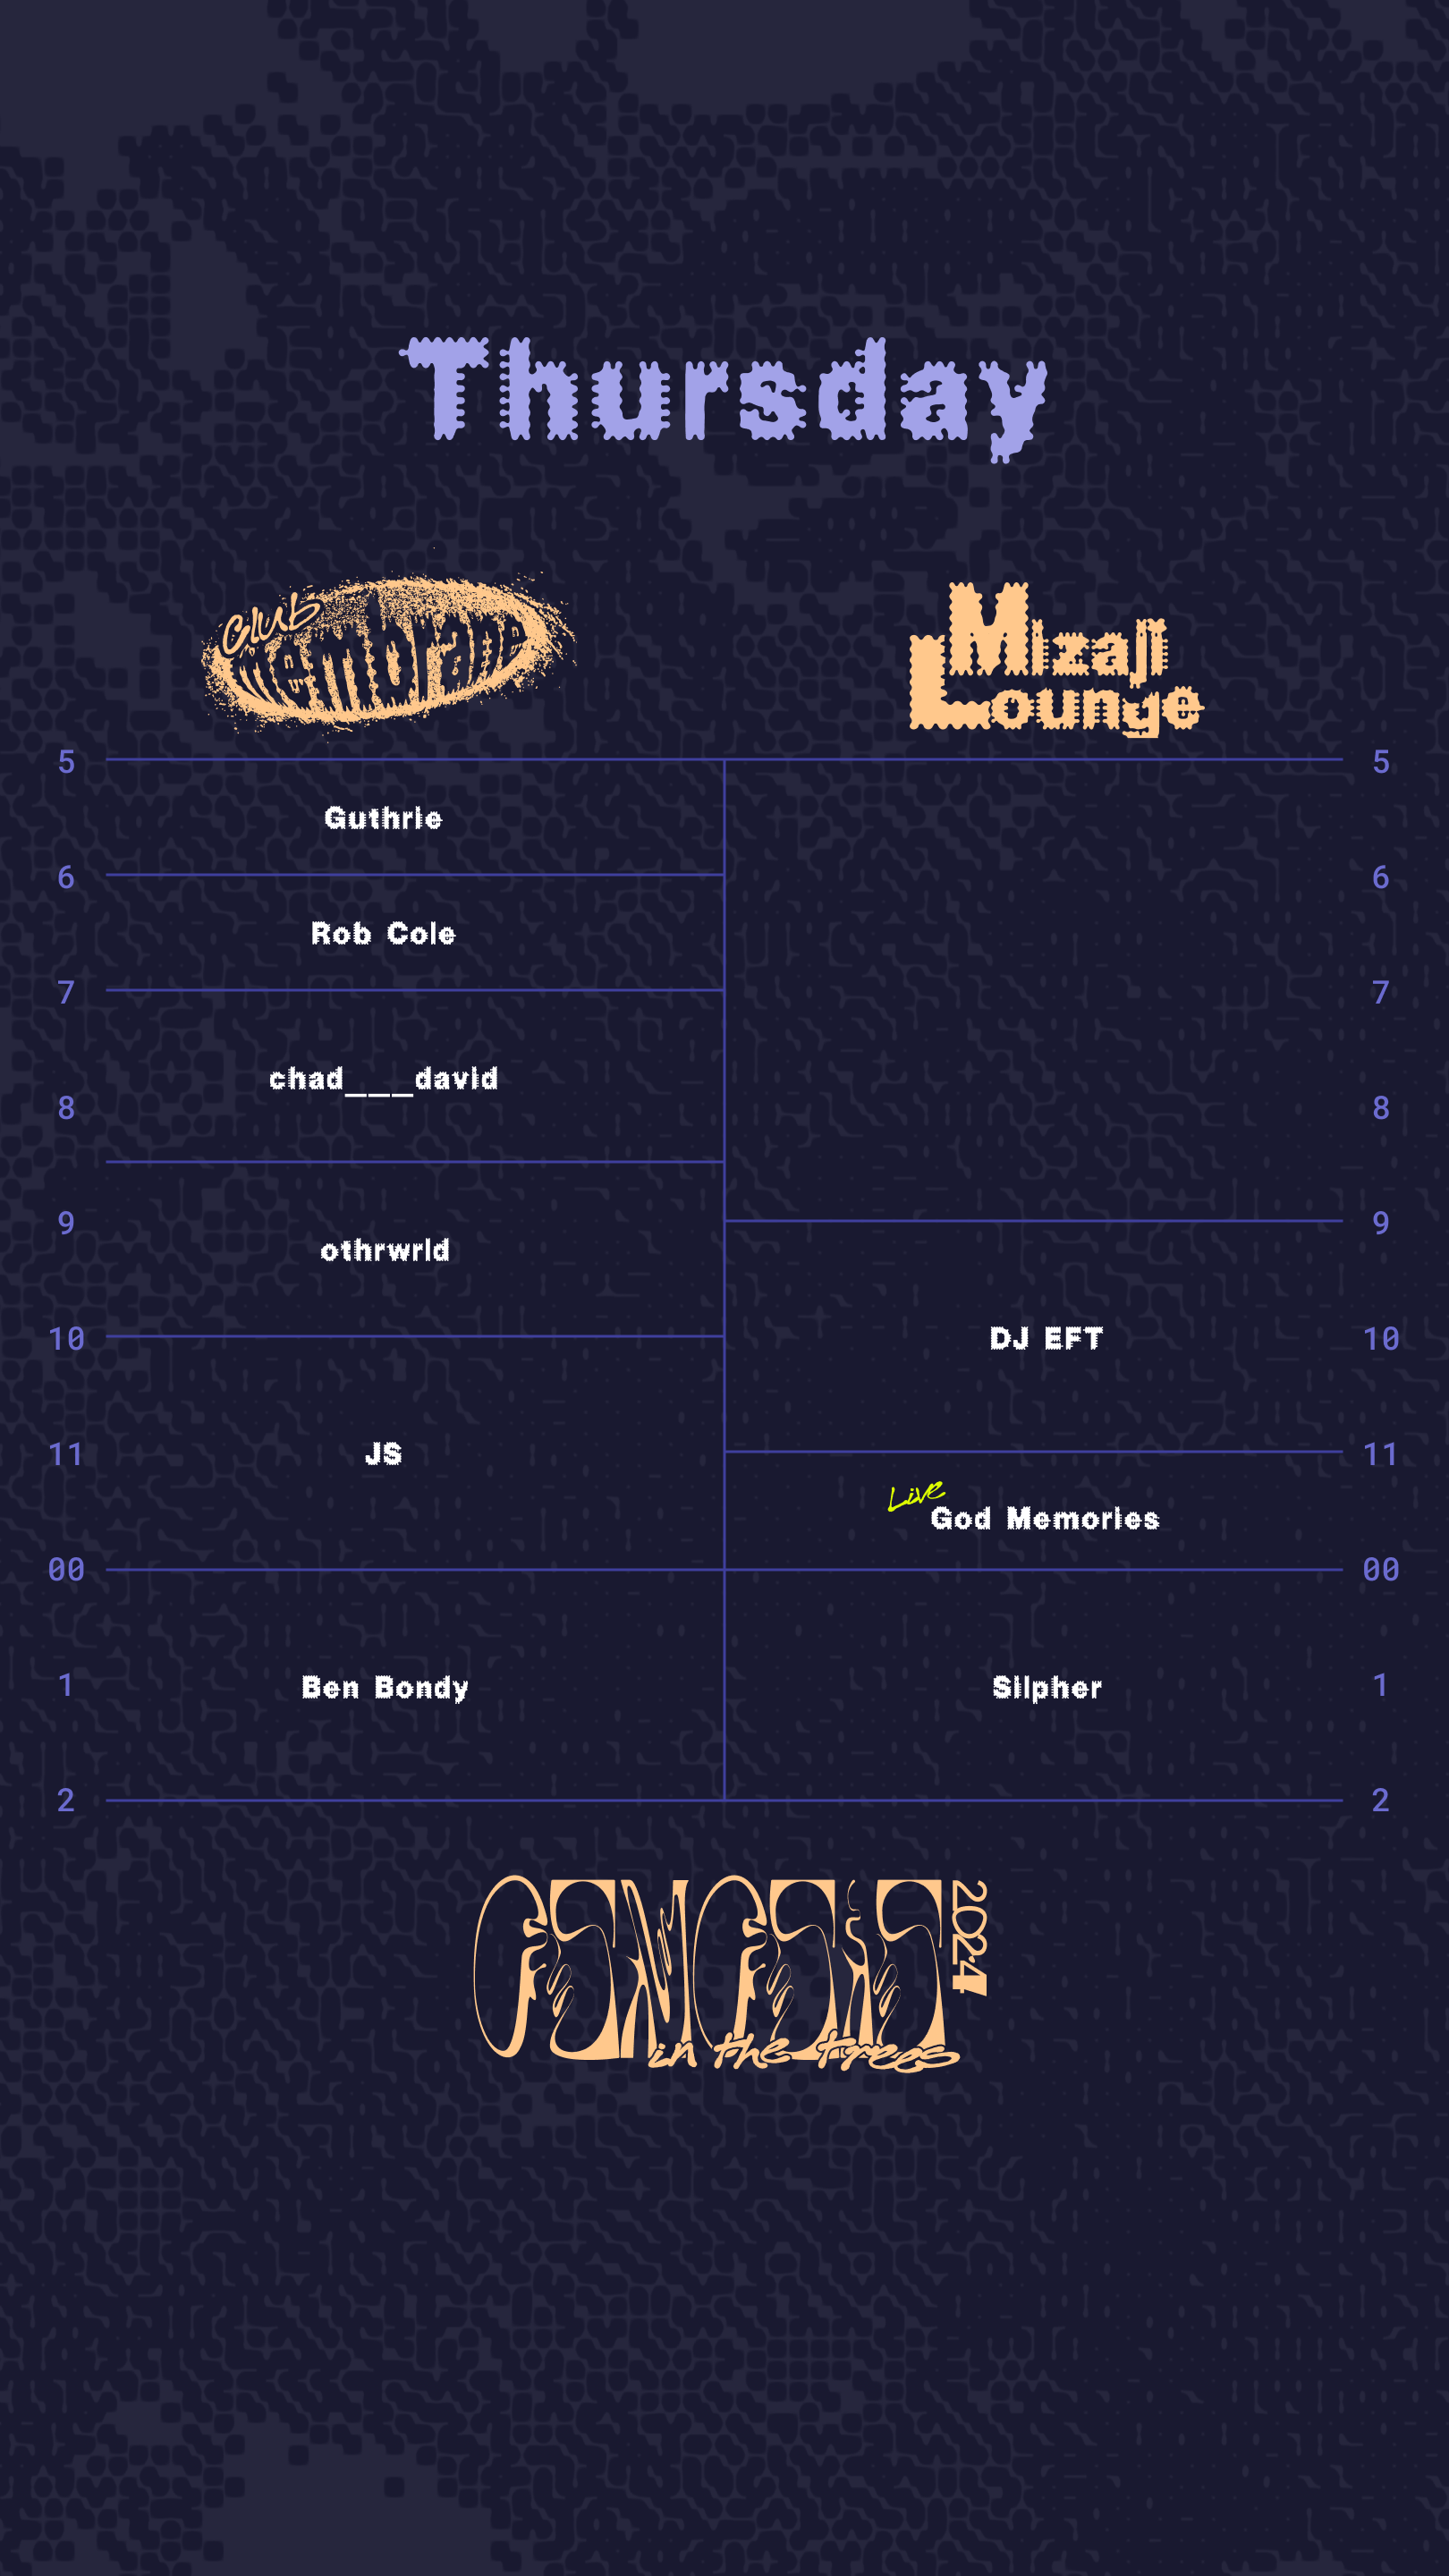 Thursday
Club
membrane
Mizaji
Lounge
5 5
Guthrie
6 6
Rob Cole
7 7
chad___david
8 8
9 9
othrwrld
10 DJ EFT 10
11 JS 11
Live
God Memories
00 00
1 Ben Bondy Silpher 1
2 2
2024
in the trees